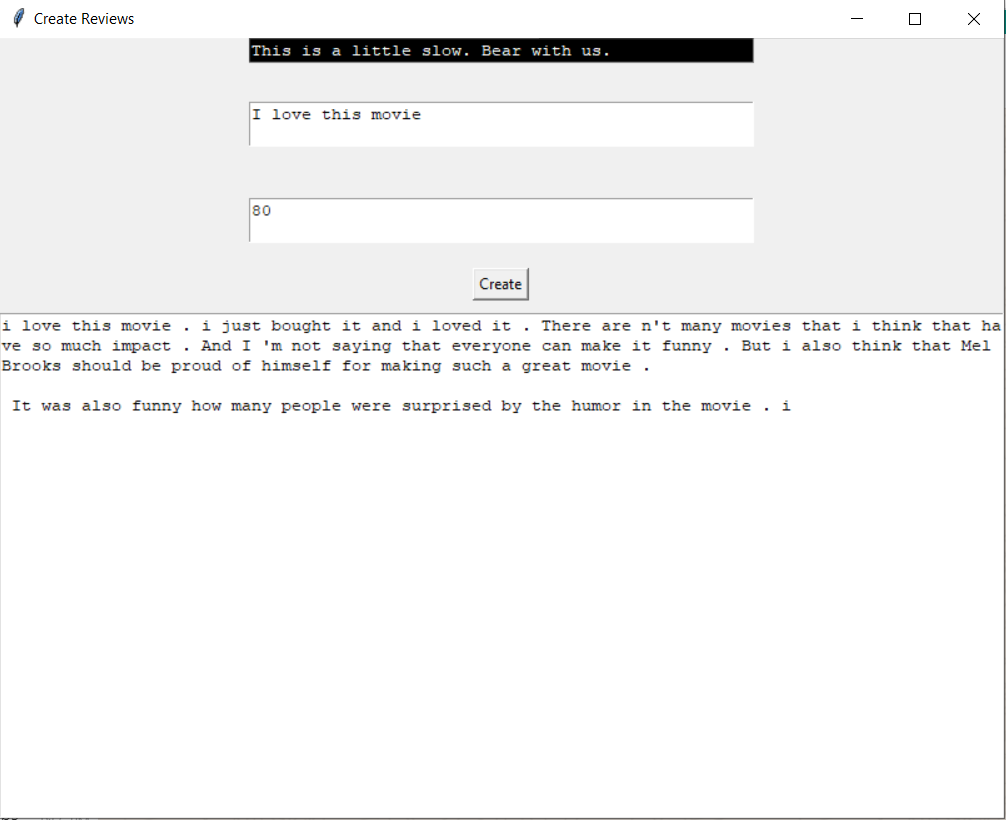 Create Reviews
This is a little slow. Bear with us.
I love this movie
80
Create
i love this movie . i just bought it and i loved it . There are n't many movies that i think that ha
ve so much impact . And I 'm not saying that everyone can make it funny . But i also think that Mel
Brooks should be proud of himself for making such a great movie .
It was also funny how many people were surprised by the humor in the movie . i